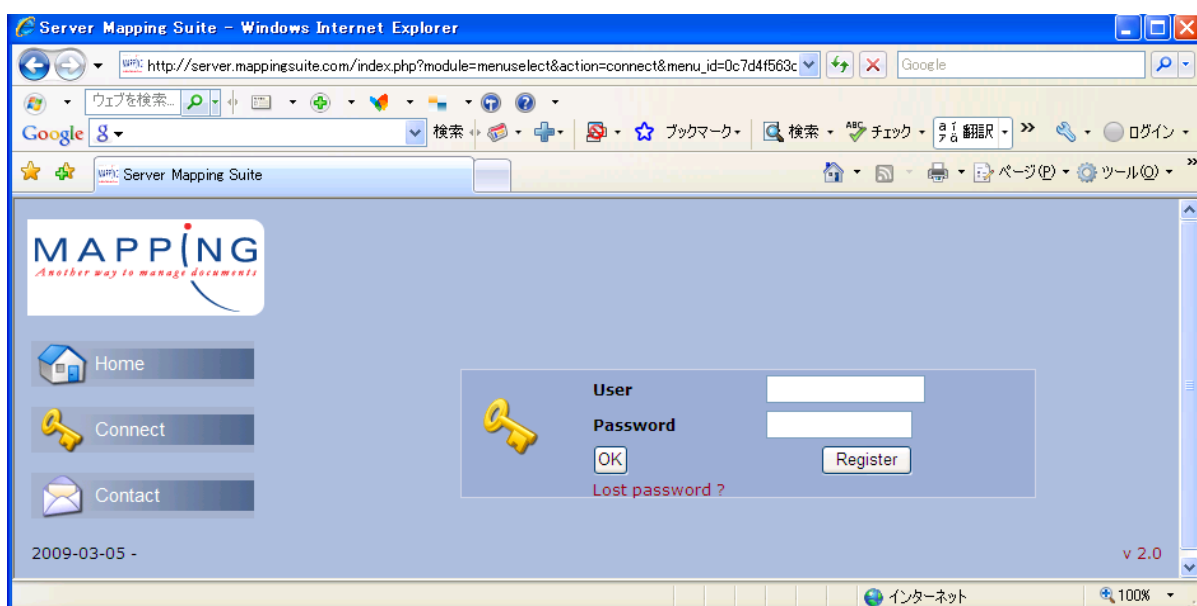 Server Mapping Suite - Windows Internet Explorer
http://server.mappingsuite.com/index.php?module=menuselect&action=connect&menu_id=0c7d4f563c
Google
ウェブを検索...
Google
検索 ブックマーク 検索 チェック 翻訳 » ログイン
Server Mapping Suite
ページ(P) ツール(O) »
MAPPING
Another way to manage documents
Home
Connect
Contact
User
Password
OK Register
Lost password ?
2009-03-05 -
v 2.0
インターネット 100%